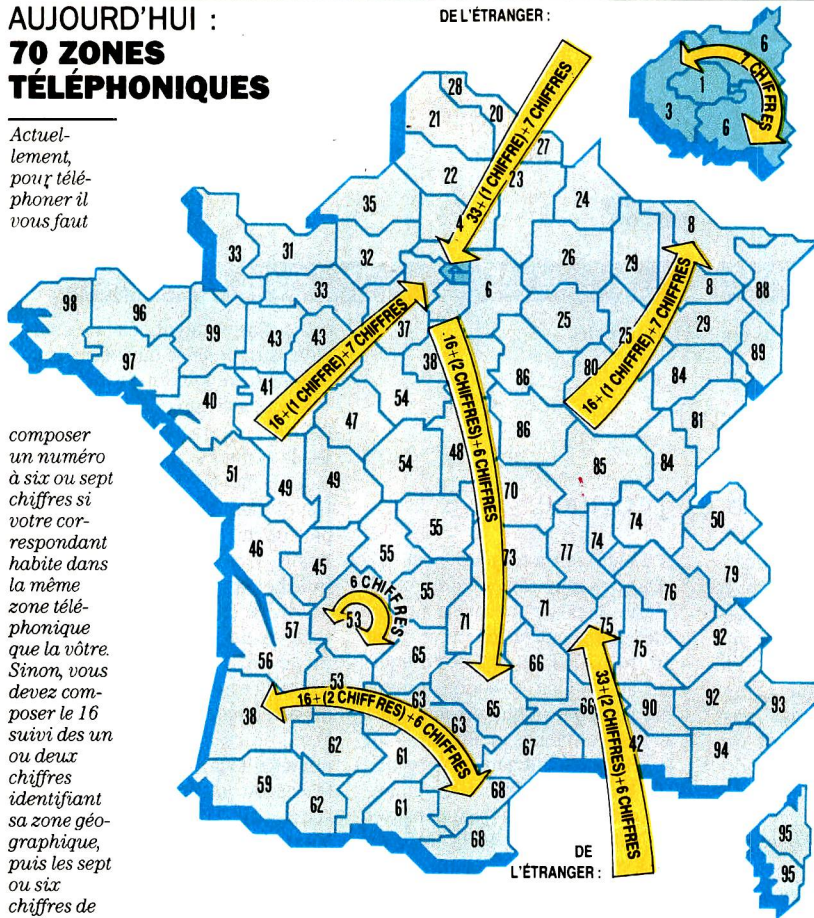 AUJOURD'HUI :
70 ZONES
TÉLÉPHONIQUES
Actuel-
lement,
pour télé-
phoner il
vous faut
composer
un numéro
à six ou sept
chiffres si
votre cor-
respondant
habite dans
la même
zone télé-
phonique
que la vôtre.
Sinon, vous
devez com-
poser le 16
suivi des un
ou deux
chiffres
identifiant
sa zone géo-
graphique,
puis les sept
ou six
chiffres de
DE L'ÉTRANGER :
33+(1 CHIFFRE)+7 CHIFFRES
6
1
3
6
7 CHIFFRES
28
21
20
27
22
23
24
35
4
8
33
31
32
26
29
33
6
8
88
98
96
99
43
43
37
25
25
29
97
41
38
86
80
89
16+(1 CHIFFRE)+7 CHIFFRES
16+(2 CHIFFRES)+6 CHIFFRES
16+(1 CHIFFRE)+7 CHIFFRES
40
54
84
47
86
81
51
49
49
54
48
85
84
70
46
45
55
55
55
73
77
74
74
50
79
76
6 CHIFFRES
53
57
71
71
75
75
92
56
65
66
53
63
63
65
66
90
92
93
38
16+(2 CHIFFRES)+6 CHIFFRES
33+(2 CHIFFRES)+6 CHIFFRES
62
61
67
42
94
59
62
61
68
68
DE
L'ÉTRANGER :
95
95